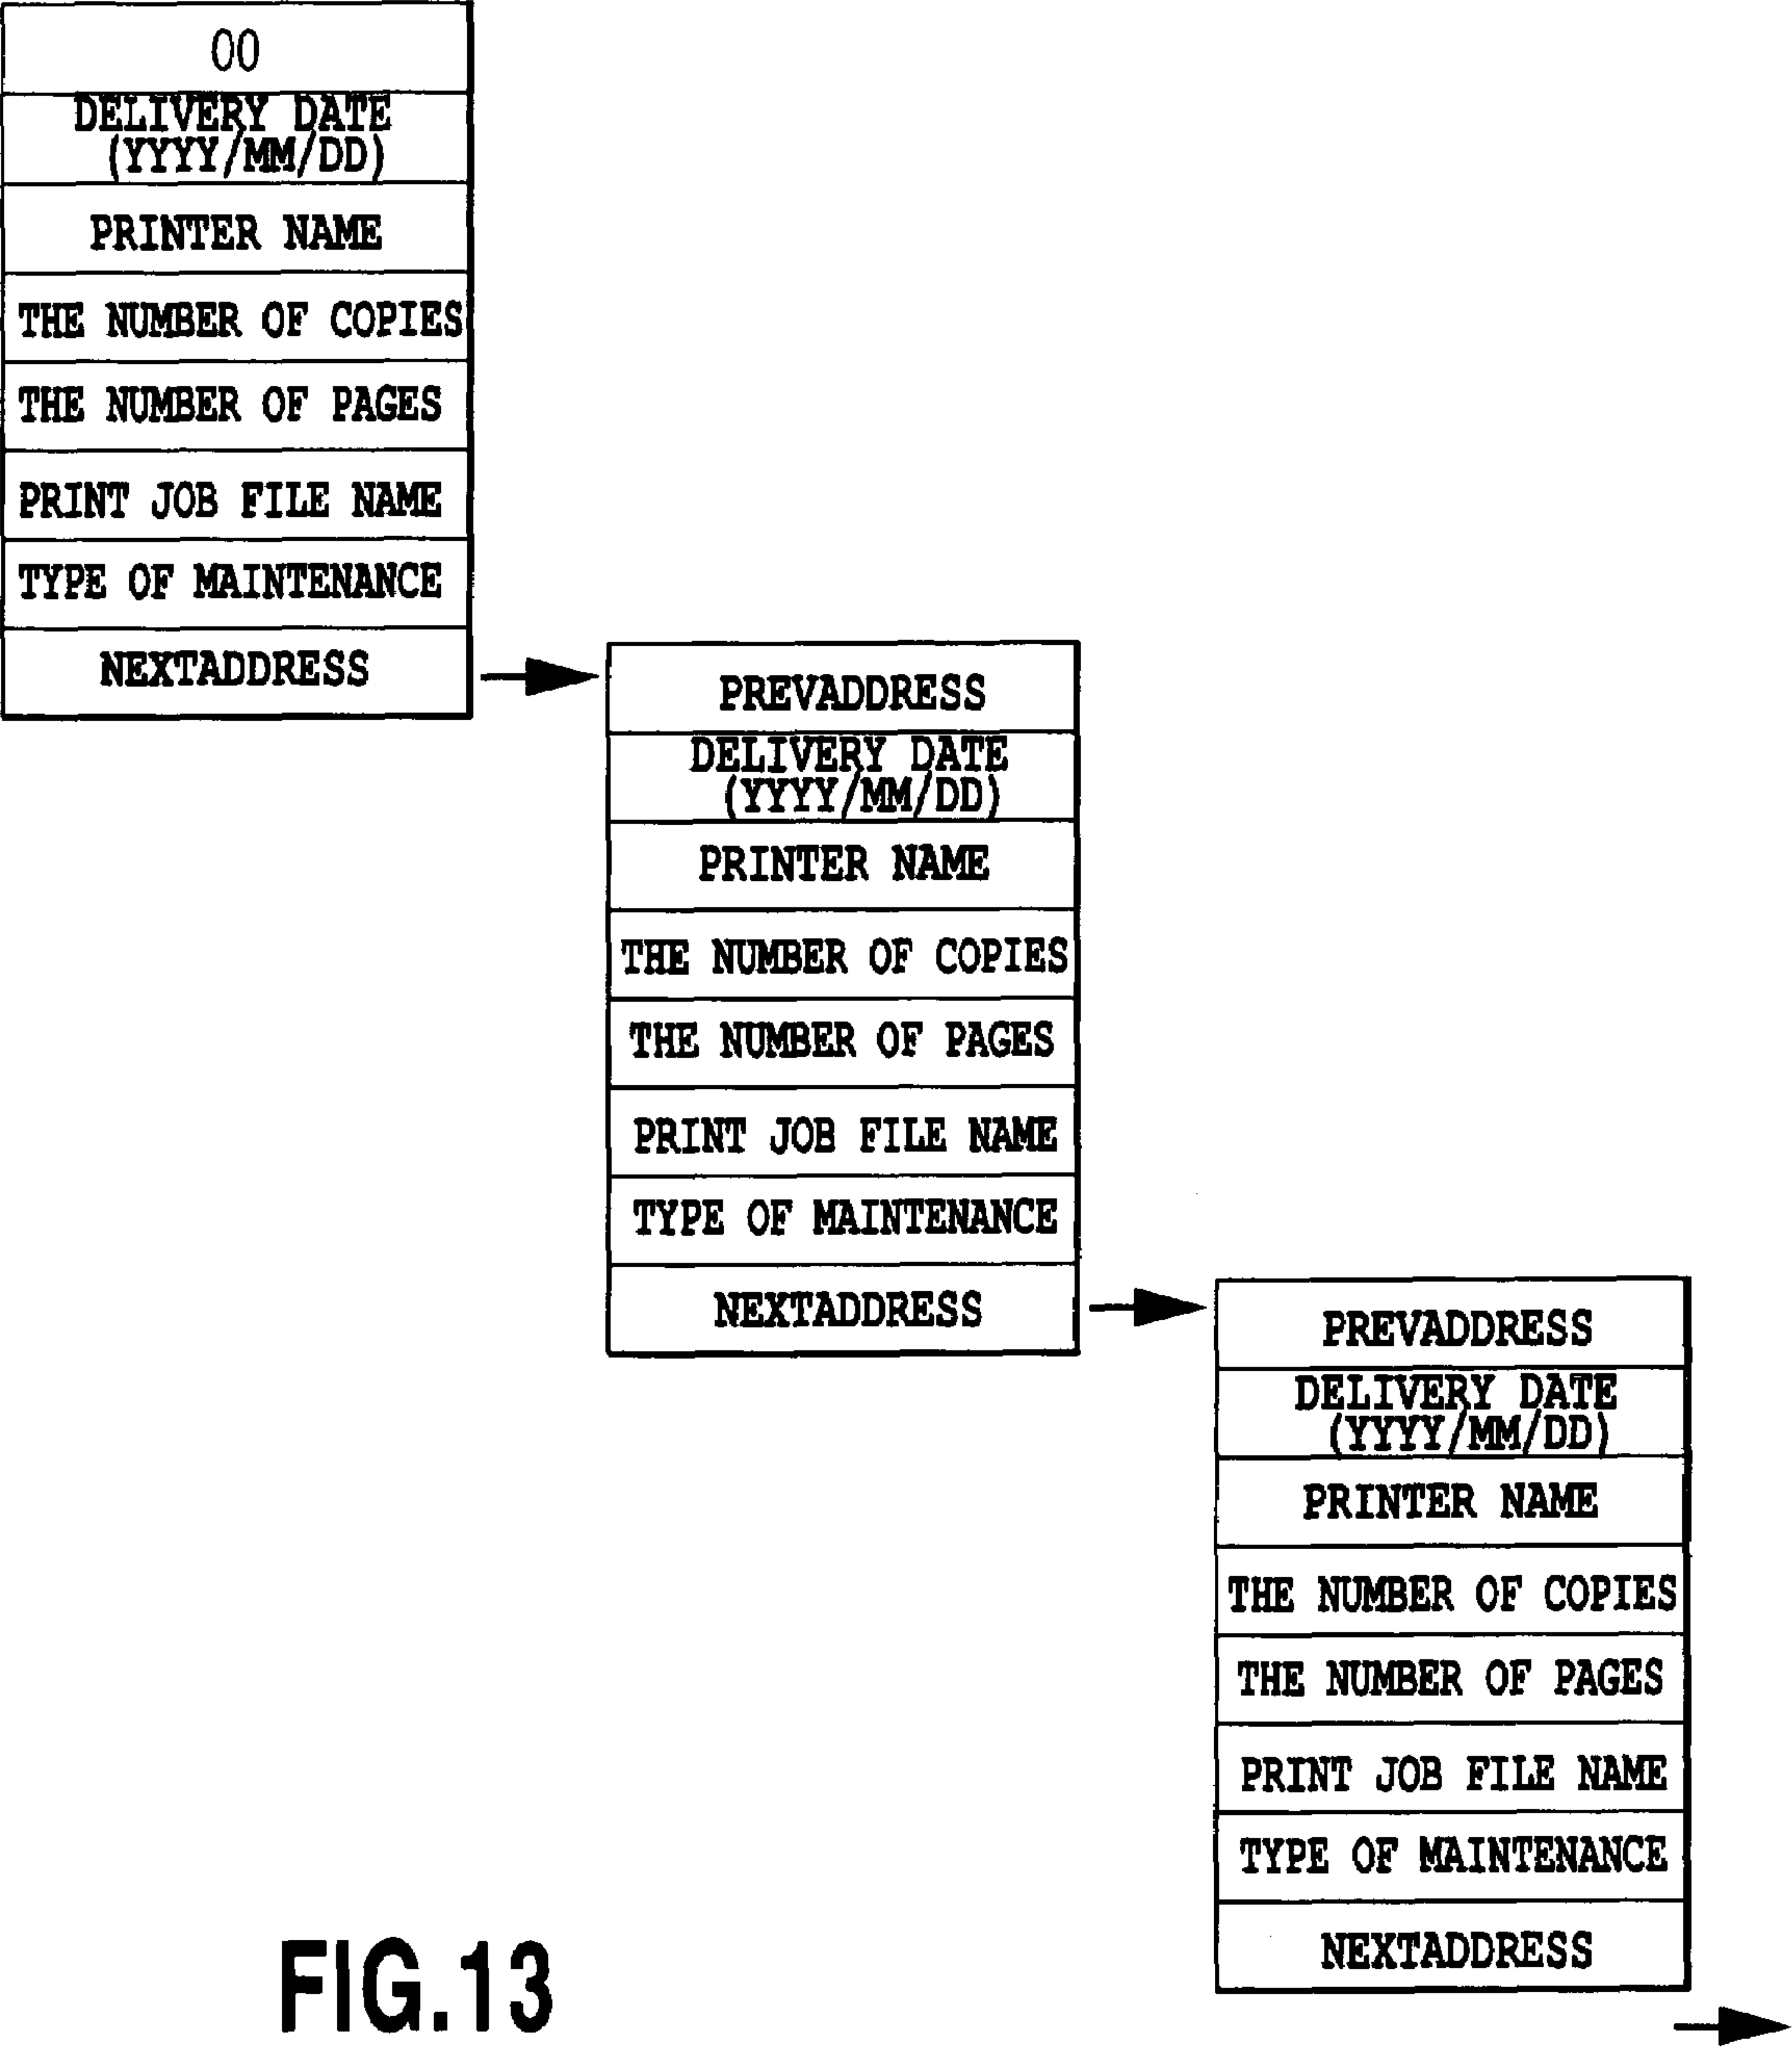 00
DELIVERY DATE
(YYYY/MM/DD)
PRINTER NAME
THE NUMBER OF COPIES
THE NUMBER OF PAGES
PRINT JOB FILE NAME
TYPE OF MAINTENANCE
NEXTADDRESS
PREVADDRESS
DELIVERY DATE
(YYYY/MM/DD)
PRINTER NAME
THE NUMBER OF COPIES
THE NUMBER OF PAGES
PRINT JOB FILE NAME
TYPE OF MAINTENANCE
NEXTADDRESS
PREVADDRESS
DELIVERY DATE
(YYYY/MM/DD)
PRINTER NAME
THE NUMBER OF COPIES
THE NUMBER OF PAGES
PRINT JOB FILE NAME
TYPE OF MAINTENANCE
NEXTADDRESS
FIG.13